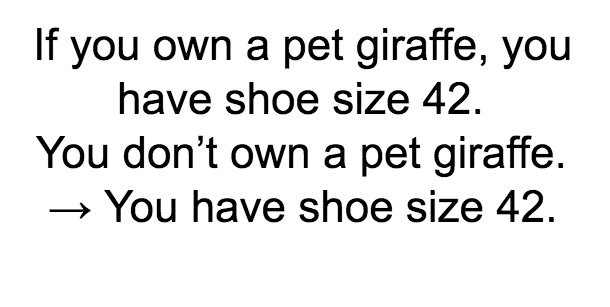 If you own a pet giraffe, you
have shoe size 42.
You don’t own a pet giraffe.
→ You have shoe size 42.